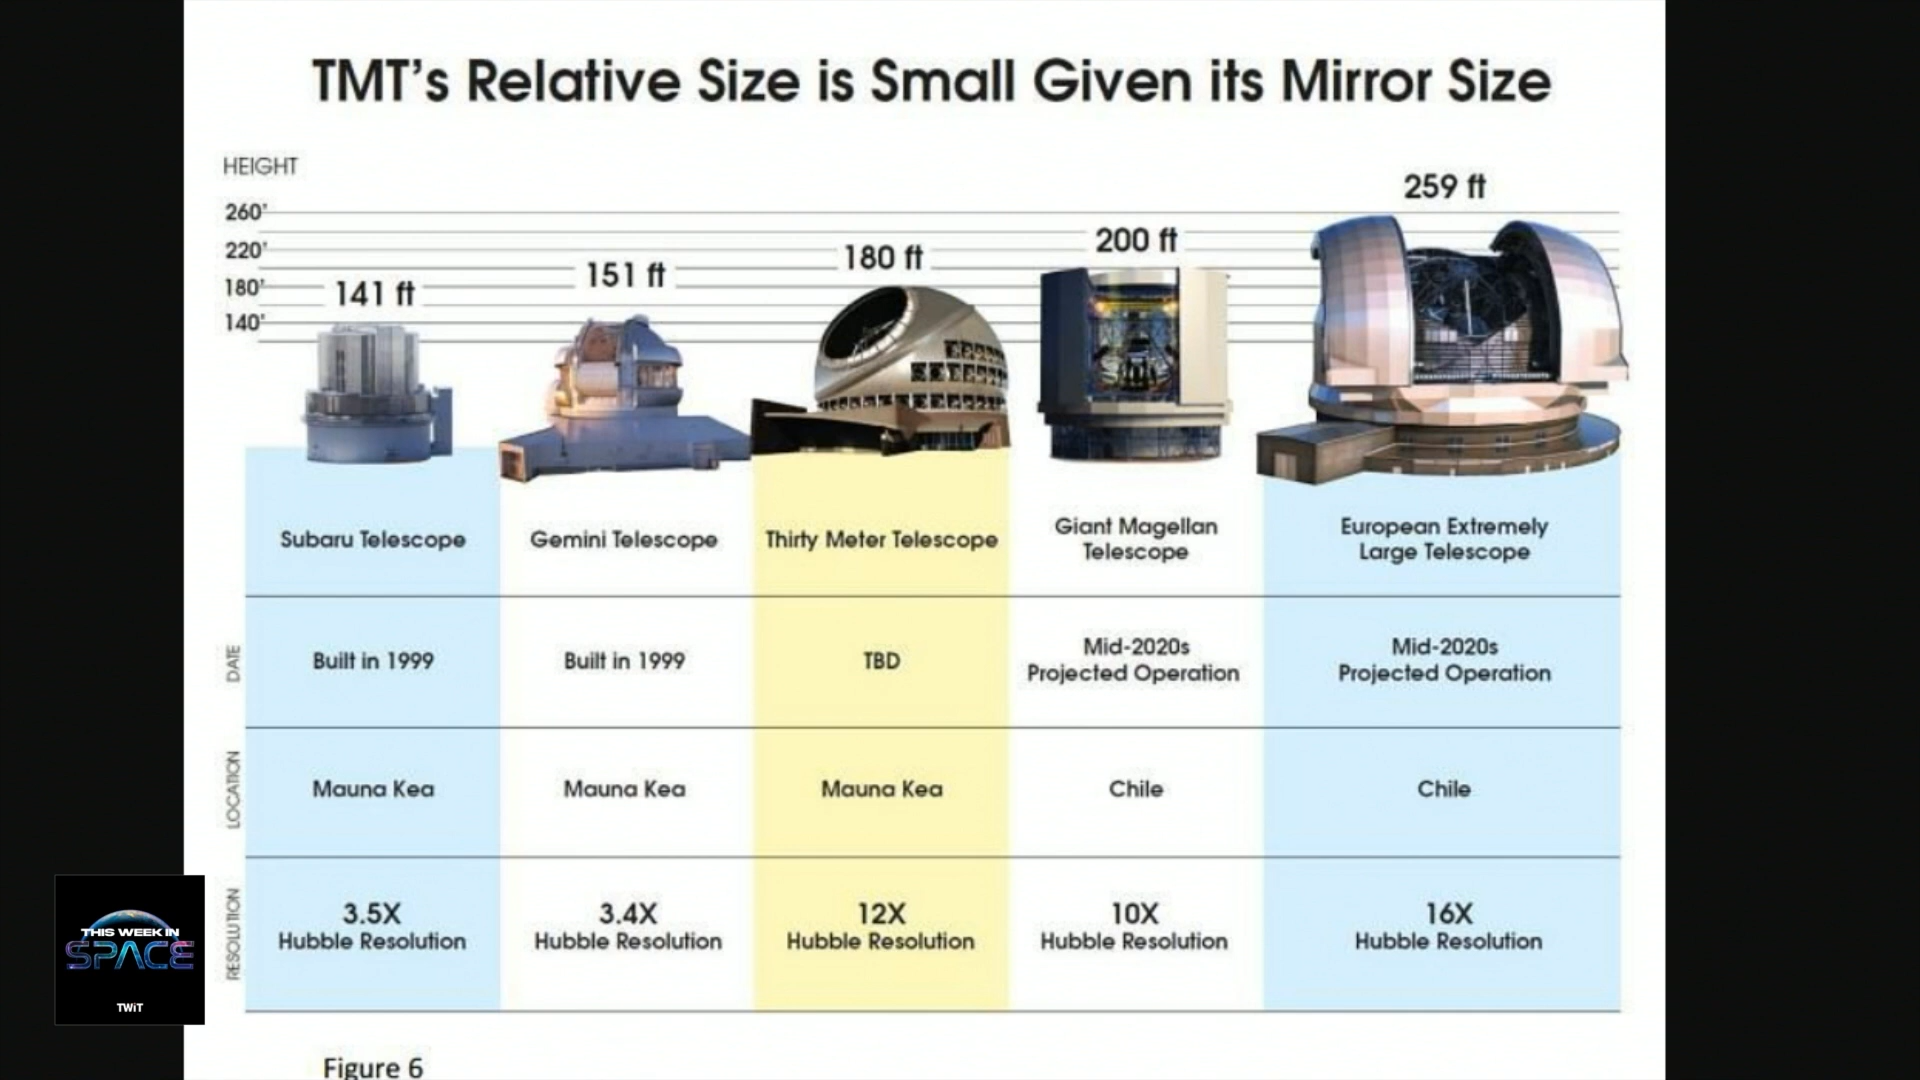 TMT's Relative Size is Small Given its Mirror Size
HEIGHT
260'
220'
180'
140'
141 ft
151 ft
180 ft
200 ft
259 ft
Subaru Telescope
Gemini Telescope
Thirty Meter Telescope
Giant Magellan
Telescope
European Extremely
Large Telescope
DATE
Built in 1999
Built in 1999
TBD
Mid-2020s
Projected Operation
Mid-2020s
Projected Operation
LOCATION
Mauna Kea
Mauna Kea
Mauna Kea
Chile
Chile
RESOLUTION
3.5X
Hubble Resolution
3.4X
Hubble Resolution
12X
Hubble Resolution
10X
Hubble Resolution
16X
Hubble Resolution
THIS WEEK IN
SPACE
TWiT
Figure 6